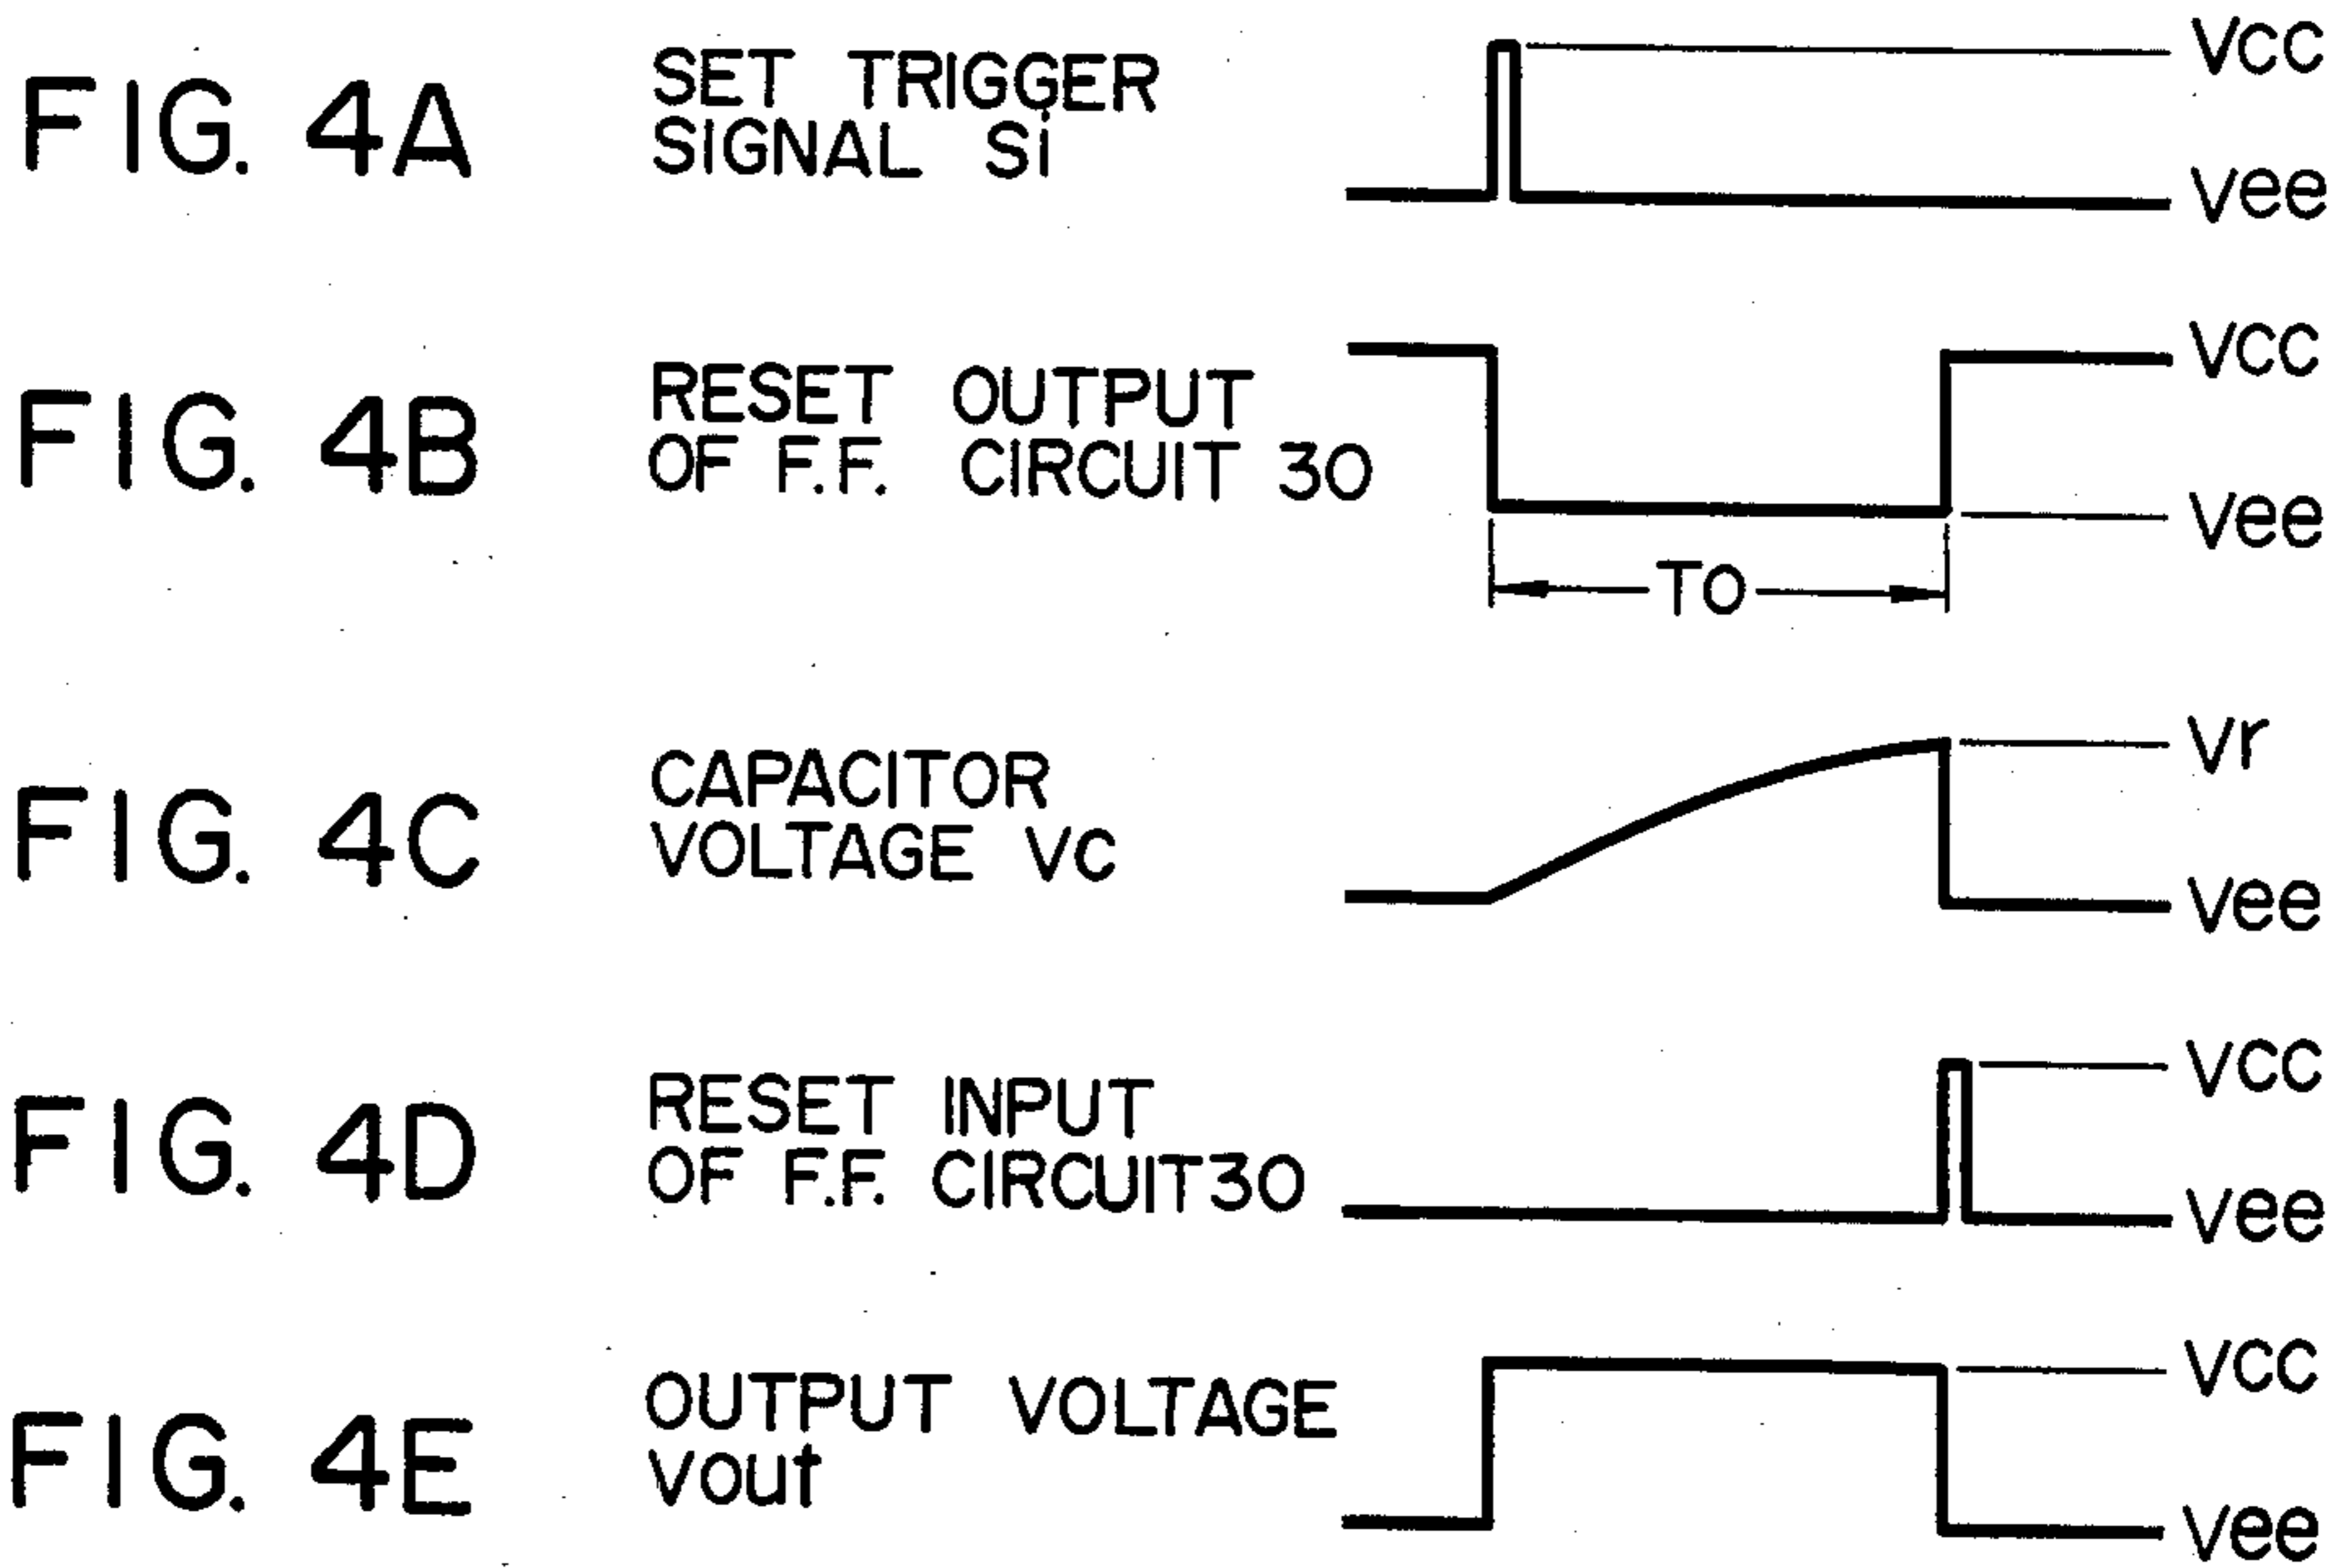 FIG. 4A
SET TRIGGER
SIGNAL Si
Vcc
Vee
FIG. 4B
RESET OUTPUT
OF F.F. CIRCUIT 30
Vcc
Vee
TO
FIG. 4C
CAPACITOR
VOLTAGE VC
Vr
Vee
FIG. 4D
RESET INPUT
OF F.F. CIRCUIT30
Vcc
Vee
FIG. 4E
OUTPUT VOLTAGE
Vout
Vcc
Vee